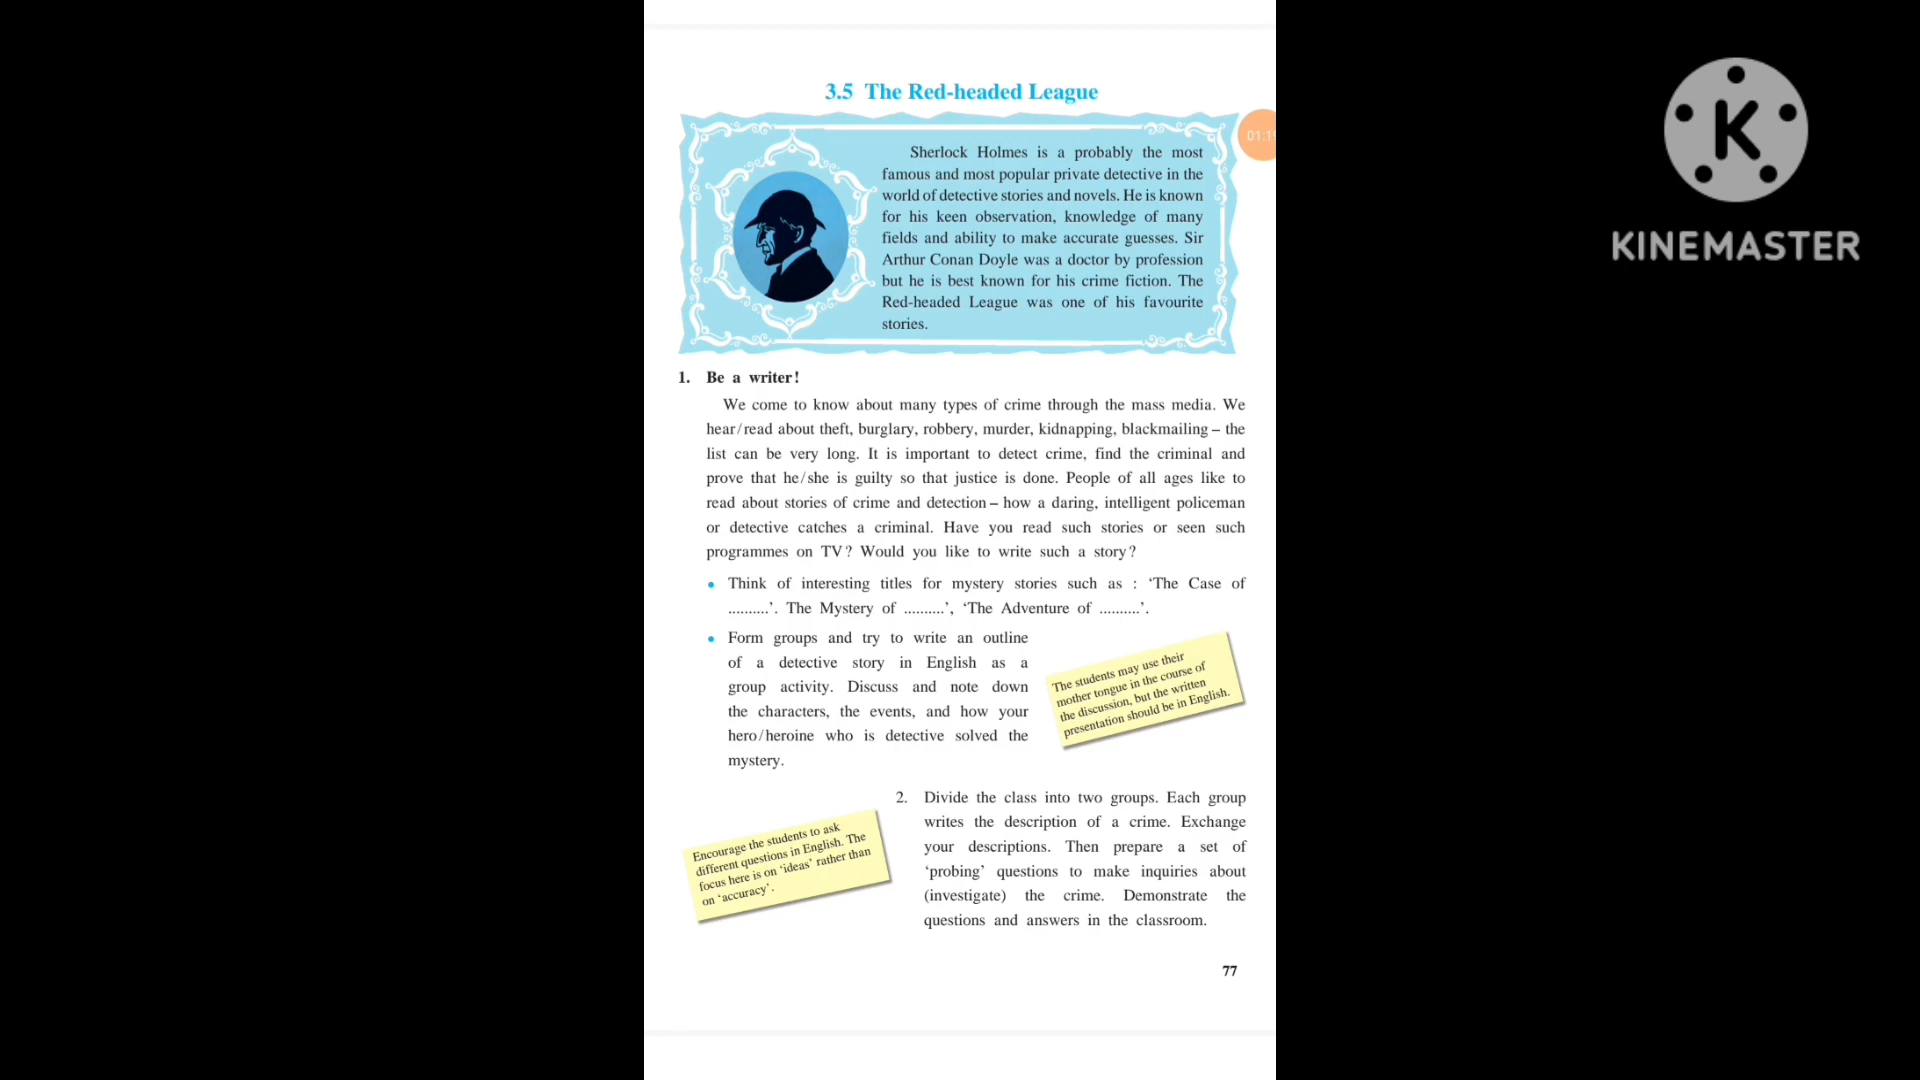 3.5 The Red-headed League
Sherlock Holmes is a probably the most
famous and most popular private detective in the
world of detective stories and novels. He is known
for his keen observation, knowledge of many
fields and ability to make accurate guesses. Sir
Arthur Conan Doyle was a doctor by profession
but he is best known for his crime fiction. The
Red-headed League was one of his favourite
stories.
1. Be a writer!
We come to know about many types of crime through the mass media. We
hear/read about theft, burglary, robbery, murder, kidnapping, blackmailing – the
list can be very long. It is important to detect crime, find the criminal and
prove that he/she is guilty so that justice is done. People of all ages like to
read about stories of crime and detection – how a daring, intelligent policeman
or detective catches a criminal. Have you read such stories or seen such
programmes on TV? Would you like to write such a story?
• Think of interesting titles for mystery stories such as : ‘The Case of
..........’. The Mystery of ..........’, ‘The Adventure of ..........’.
• Form groups and try to write an outline
of a detective story in English as a
group activity. Discuss and note down
the characters, the events, and how your
hero/heroine who is detective solved the
mystery.
The students may use their
mother tongue in the course of
the discussion, but the written
presentation should be in English.
2. Divide the class into two groups. Each group
writes the description of a crime. Exchange
your descriptions. Then prepare a set of
‘probing’ questions to make inquiries about
(investigate) the crime. Demonstrate the
questions and answers in the classroom.
Encourage the students to ask
different questions in English. The
focus here is on ‘ideas’ rather than
on ‘accuracy’.
77
K
KINEMASTER